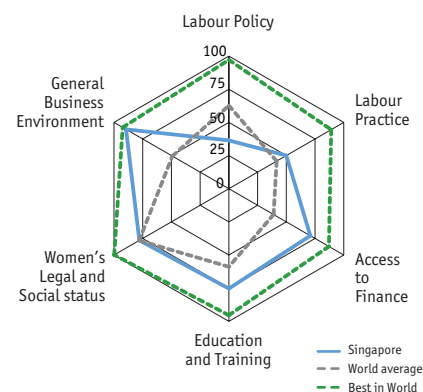 Labour Policy
100
75
50
25
0
General
Business
Environment
Labour
Practice
Women's
Legal and
Social status
Access
to
Finance
Education
and Training
Singapore
World average
Best in World